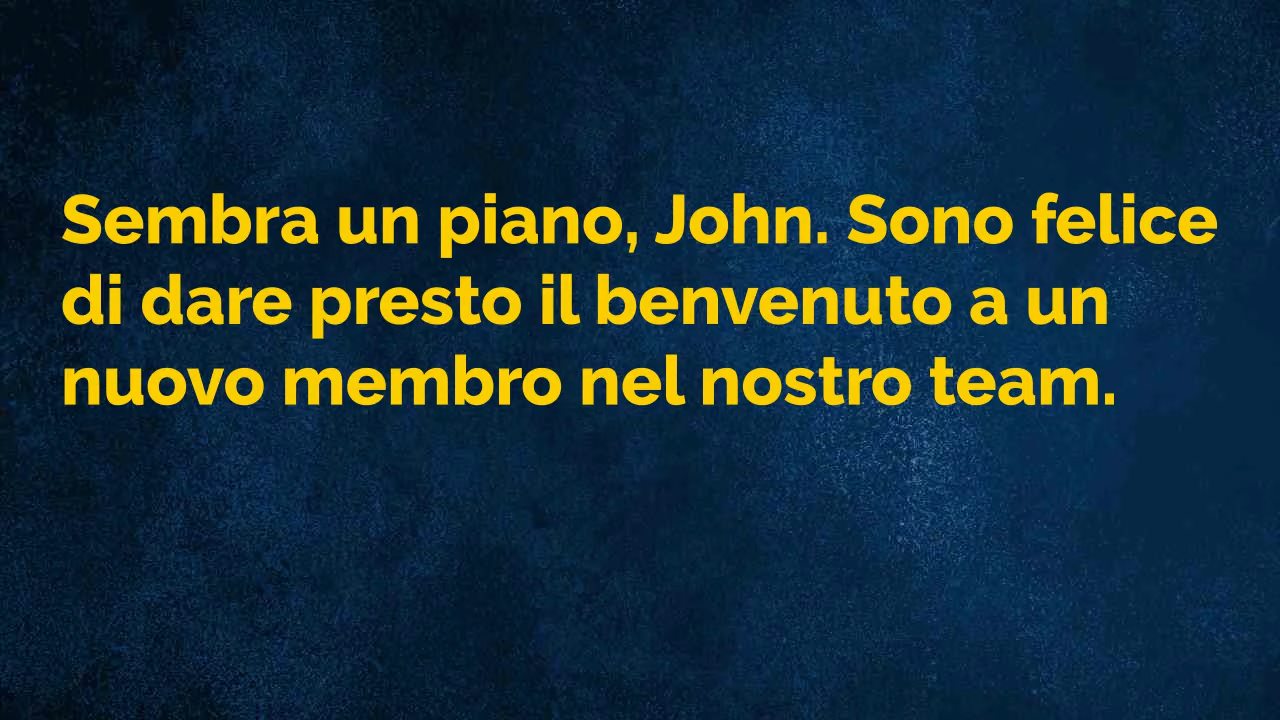 Sembra un piano, John. Sono felice
di dare presto il benvenuto a un
nuovo membro nel nostro team.